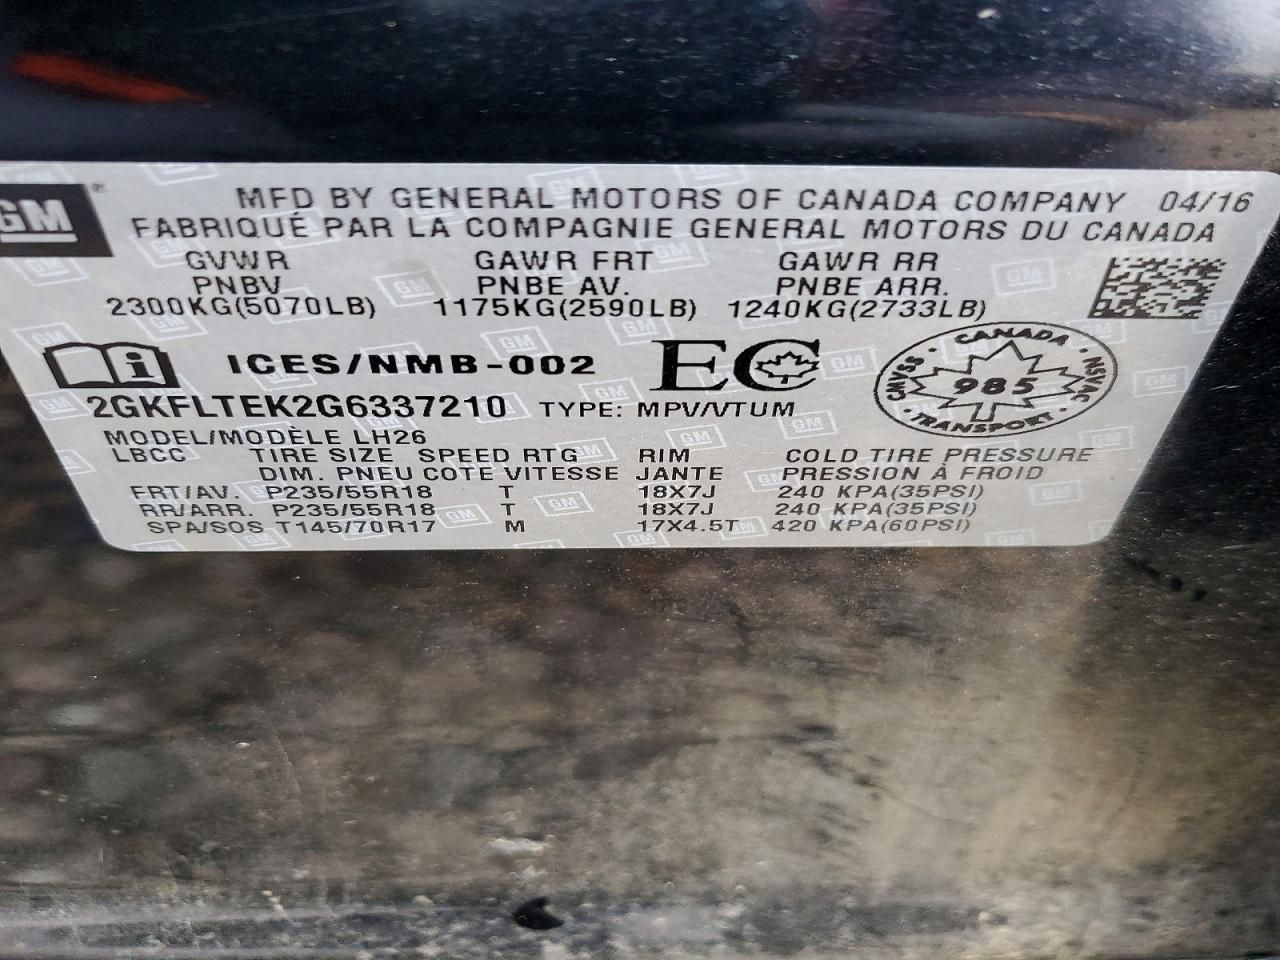 GM
MFD BY GENERAL MOTORS OF CANADA COMPANY 04/16
FABRIQUÉ PAR LA COMPAGNIE GENERAL MOTORS DU CANADA
GVWR GAWR FRT GAWR RR
PNBV PNBE AV. PNBE ARR.
2300KG(5070LB) 1175KG(2590LB) 1240KG(2733LB)
ICES/NMB-002 EC
CANADA
CMVSS • 985 • NSVAC
TRANSPORT
2GKFLTEK2G6337210 TYPE: MPV/VTUM
MODEL/MODÈLE LH26
LBCC TIRE SIZE SPEED RTG RIM COLD TIRE PRESSURE
DIM. PNEU COTE VITESSE JANTE PRESSION À FROID
FRT/AV. P235/55R18 T 18X7J 240 KPA(35PSI)
RR/ARR. P235/55R18 T 18X7J 240 KPA(35PSI)
SPA/SOS T145/70R17 M 17X4.5T 420 KPA(60PSI)